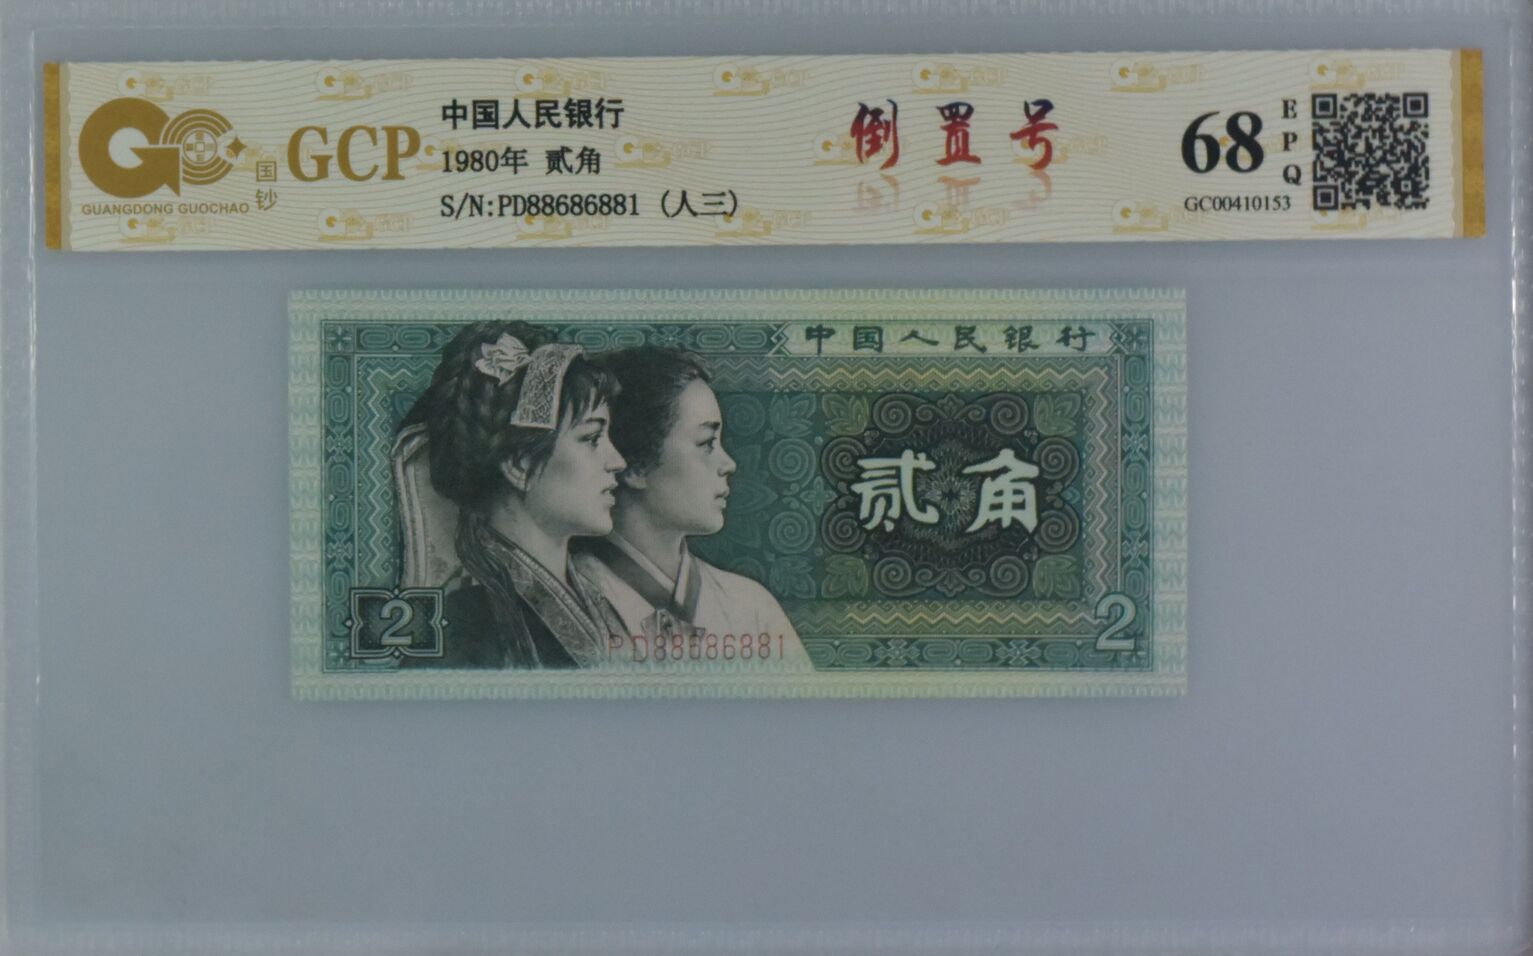 GCP
国钞
GUANGDONG GUOCHAO
中国人民银行
1980年 贰角
S/N:PD88686881 (人三)
倒置号
68
EPQ
GC00410153
中国人民银行
贰角
2
PD88686881
2